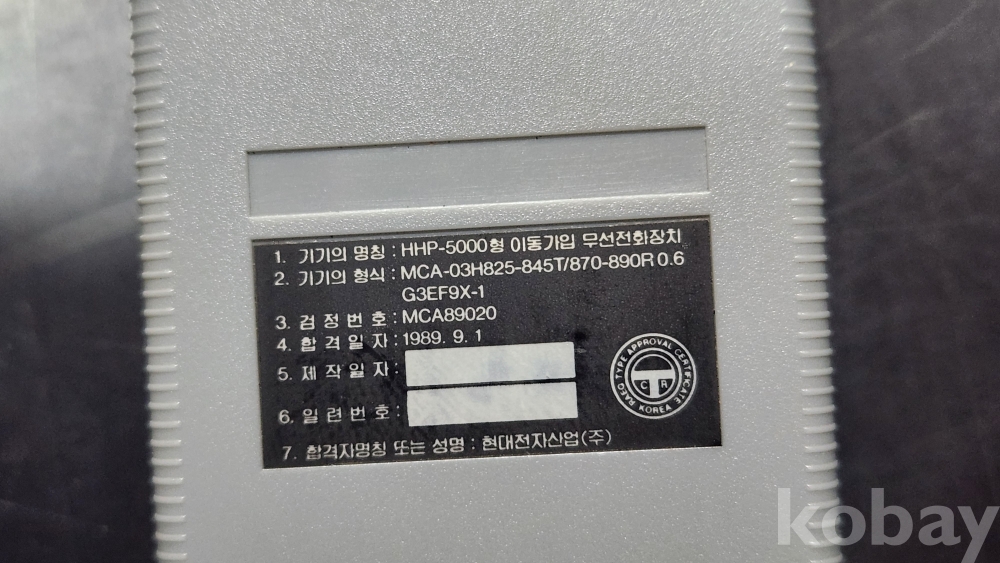 1. 기기의 명칭 : HHP-5000형 이동가입 무선전화장치
2. 기기의 형식 : MCA-03H825-845T/870-890R 0.6
G3EF9X-1
3. 검 정 번 호 : MCA89020
4. 합 격 일 자 : 1989. 9. 1
5. 제 작 일 자 :
6. 일 련 번 호 :
7. 합격자명칭 또는 성명 : 현대전자산업(주)
RAEG TYPE APPROVAL CERTIFICATE
C R
KOREA
kobay